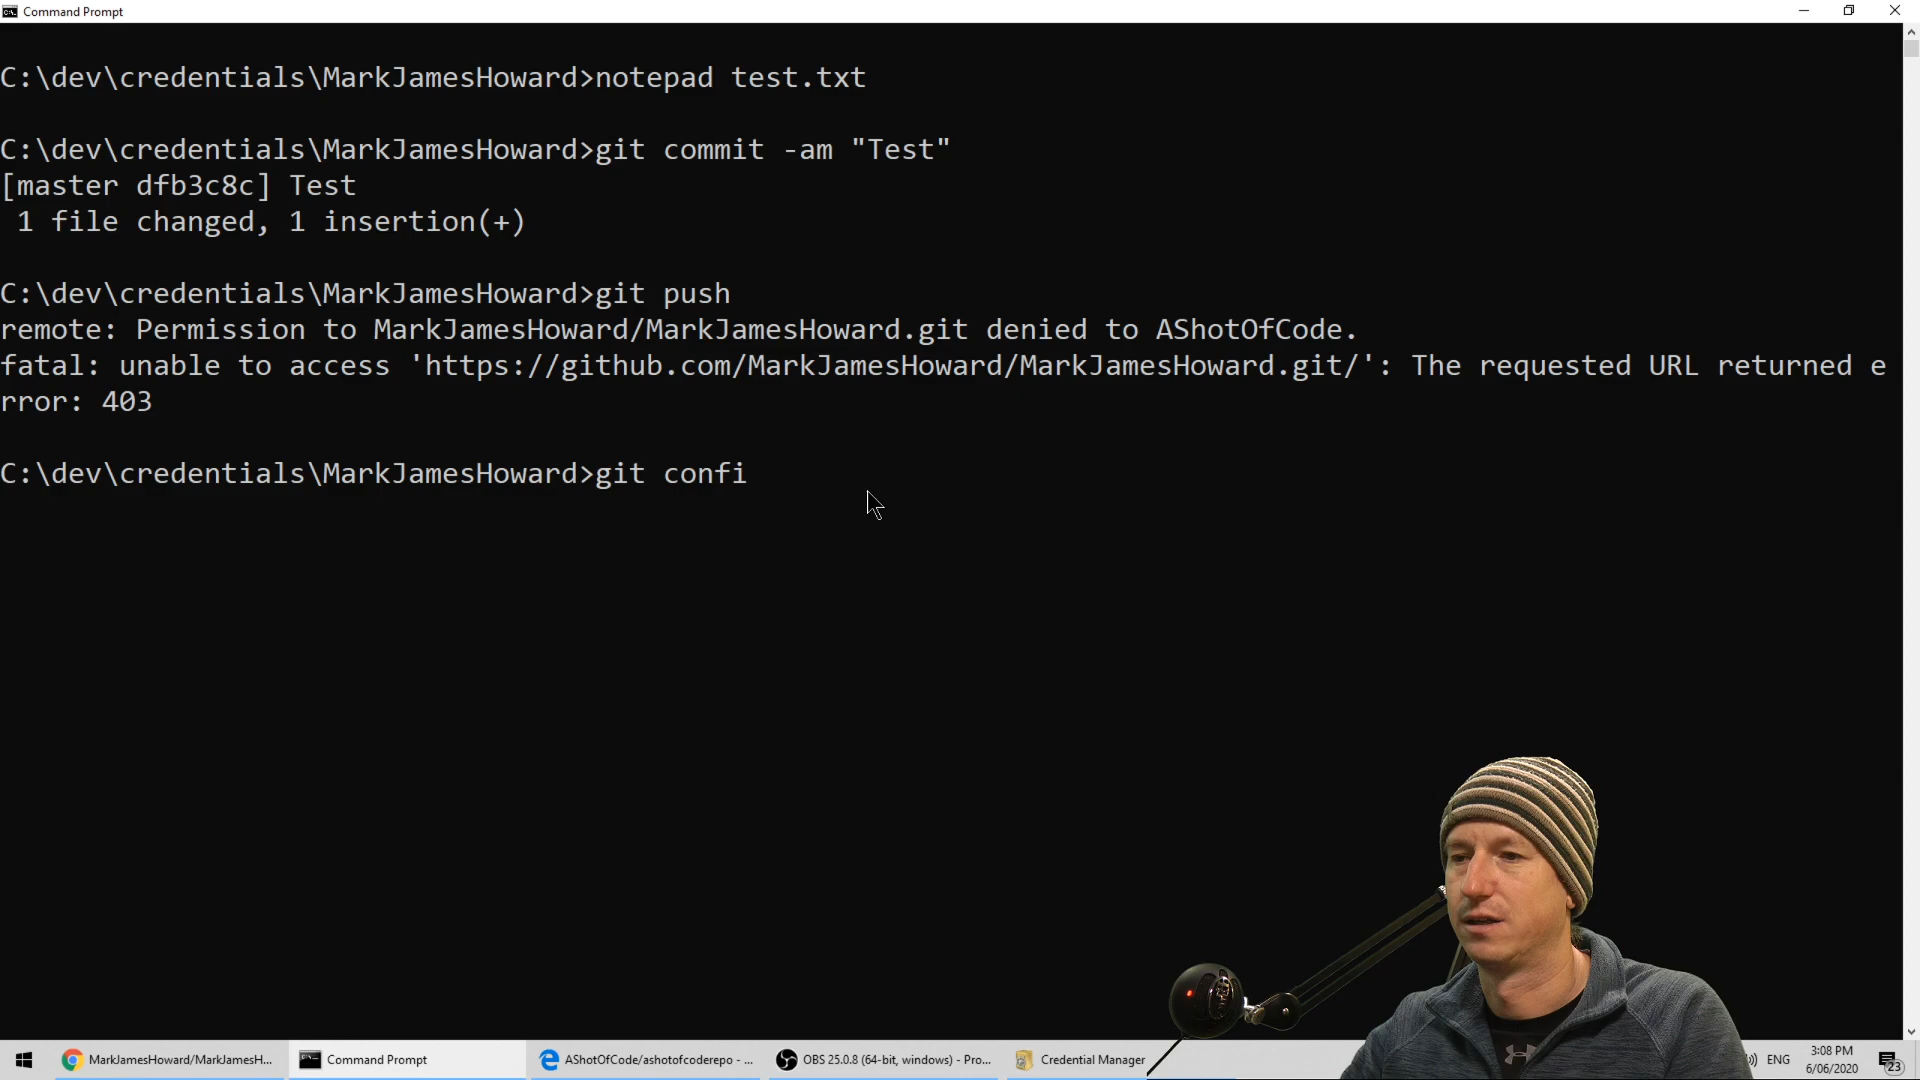 Command Prompt
C:\dev\credentials\MarkJamesHoward>notepad test.txt
C:\dev\credentials\MarkJamesHoward>git commit -am "Test"
[master dfb3c8c] Test
 1 file changed, 1 insertion(+)
C:\dev\credentials\MarkJamesHoward>git push
remote: Permission to MarkJamesHoward/MarkJamesHoward.git denied to AShotOfCode.
fatal: unable to access 'https://github.com/MarkJamesHoward/MarkJamesHoward.git/': The requested URL returned e
rror: 403
C:\dev\credentials\MarkJamesHoward>git confi
MarkJamesHoward/MarkJamesH... Command Prompt AShotOfCode/ashotofcoderepo - ... OBS 25.0.8 (64-bit, windows) - Pro... Credential Manager ENG 3:08 PM
6/06/2020 23